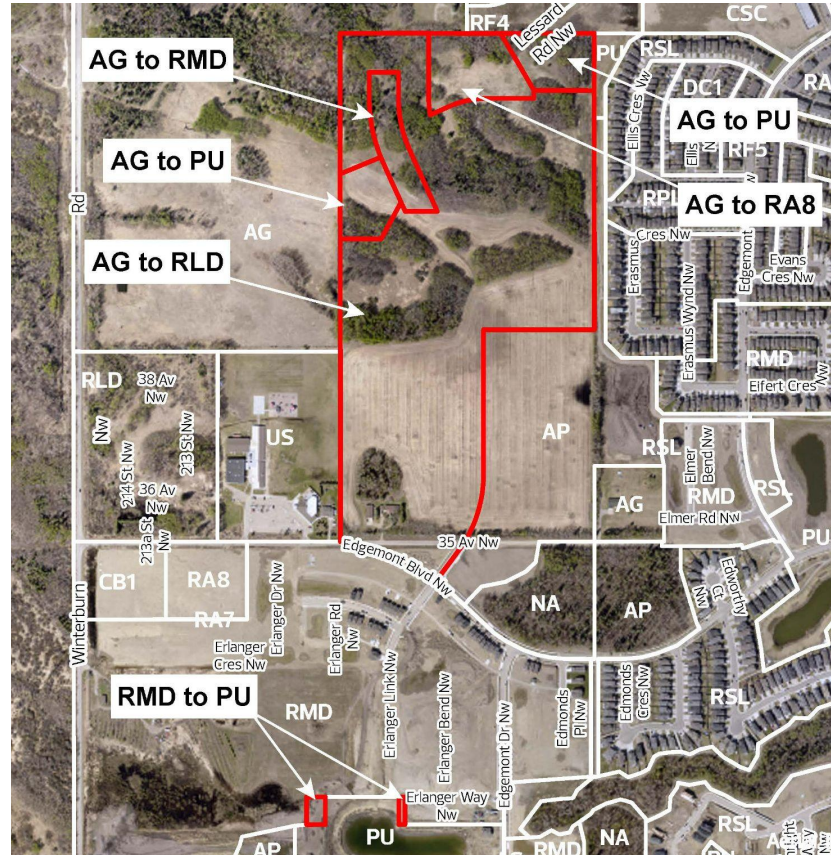 CSC
RF4
Lessard
Rd Nw
AG to RMD
PU
RSL
DC1
RA
Ellis Cres Nw
Ellis
RF5
AG to PU
AG to PU
RPL
AG to RA8
Rd
AG
Cres Nw
Erasmus
Edgemont
Evans
Cres Nw
AG to RLD
Erasmus Wynd Nw
RMD
Eifert Cres
Nw
RLD
38 Av
Nw
Nw
213 St Nw
214 St Nw
US
AP
36 Av
Nw
213a St
Nw
RSL
Elmer
Bend Nw
RMD
RSL
AG
Elmer Rd Nw
PU
35 Av Nw
Edgemont Blvd Nw
CB1
RA8
RA7
NA
AP
Edworthy
Ct
Nw
Winterburn
Erlanger Dr Nw
Erlanger Rd
Nw
Erlanger
Cres Nw
Erlanger Link Nw
Erlanger Bend Nw
Edgemont Dr Nw
Edmonds
Pl Nw
Edmonds
Cres Nw
RSL
RMD to PU
RMD
Erlanger Way
Nw
AP
PU
RMD
NA
RSL
Nw